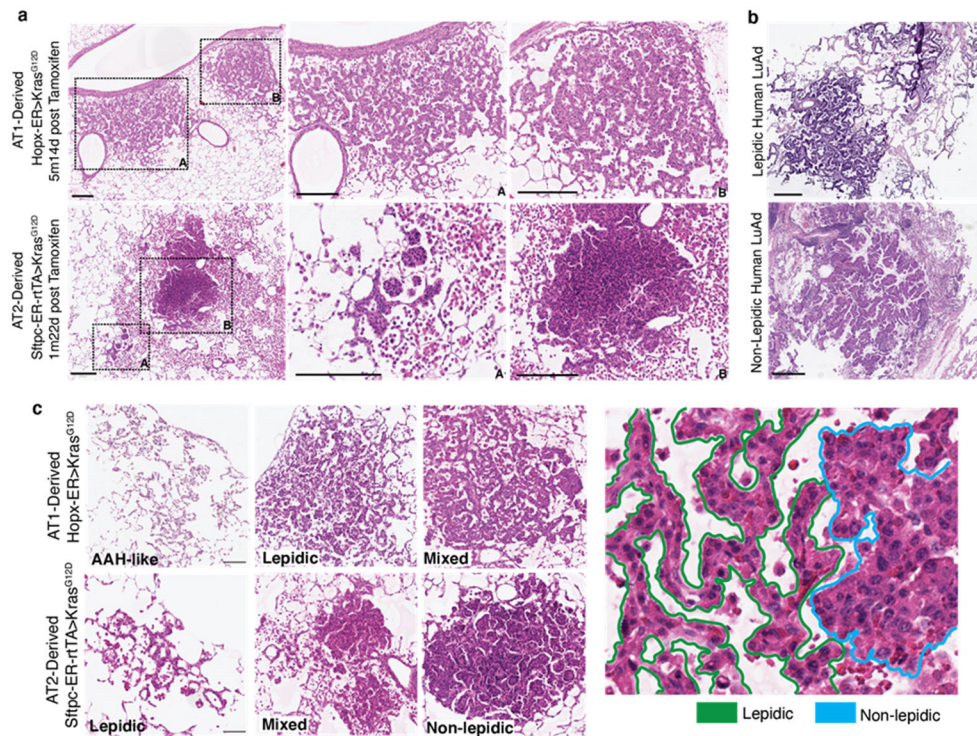 a
AT1-Derived
Hopx-ER>Kras^G12D
5m14d post Tamoxifen
A
B
A
B
AT2-Derived
Sftpc-ER-rtTA>Kras^G12D
1m22d post Tamoxifen
A
B
A
B
b
Lepidic Human LuAd
Non-Lepidic Human LuAd
c
AT1-Derived
Hopx-ER>Kras^G12D
AAH-like
Lepidic
Mixed
AT2-Derived
Sftpc-ER-rtTA>Kras^G12D
Lepidic
Mixed
Non-lepidic
Lepidic
Non-lepidic